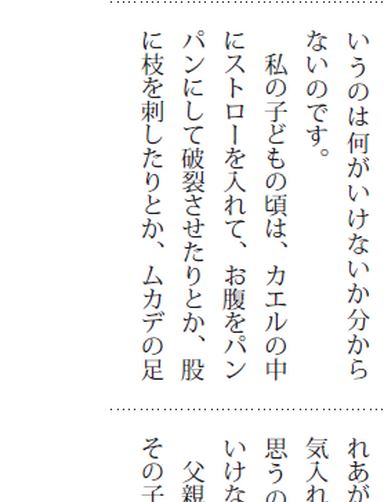 いうのは何がいけないか分から
ないのです。
　私の子どもの頃は、カエルの中
にストローを入れて、お腹をパン
パンにして破裂させたりとか、股
に枝を刺したりとか、ムカデの足
れあが
気入れ
思うの
いけな
　父親
その子